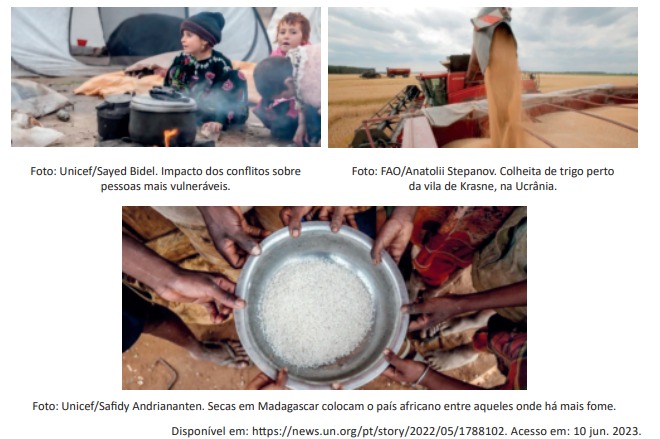 Foto: Unicef/Sayed Bidel. Impacto dos conflitos sobre
pessoas mais vulneráveis.
Foto: FAO/Anatolii Stepanov. Colheita de trigo perto
da vila de Krasne, na Ucrânia.
Foto: Unicef/Safidy Andriananten. Secas em Madagascar colocam o país africano entre aqueles onde há mais fome.
Disponível em: https://news.un.org/pt/story/2022/05/1788102. Acesso em: 10 jun. 2023.